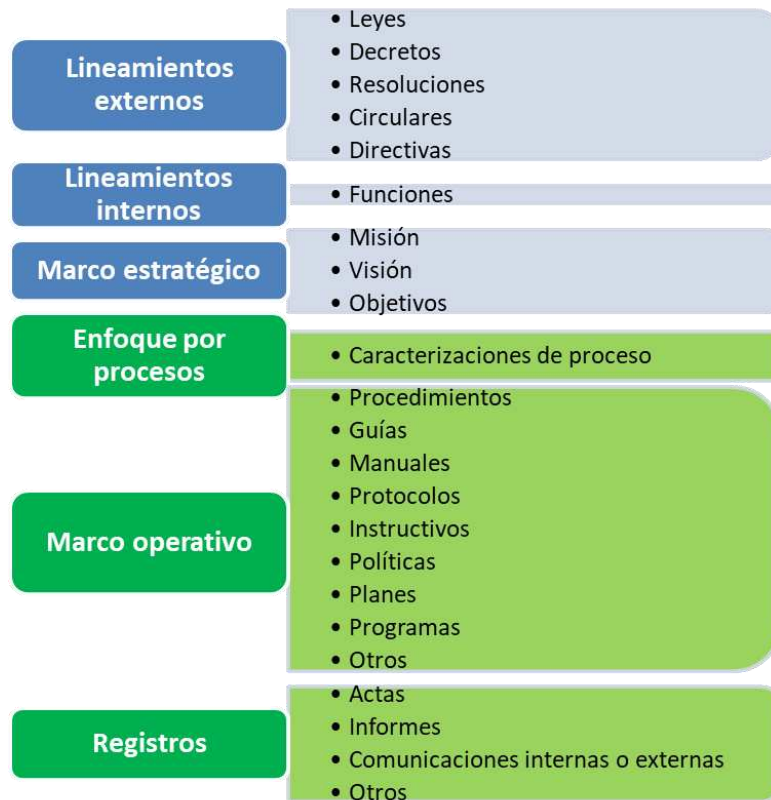 Lineamientos
externos
• Leyes
• Decretos
• Resoluciones
• Circulares
• Directivas
Lineamientos
internos
• Funciones
Marco estratégico
• Misión
• Visión
• Objetivos
Enfoque por
procesos
• Caracterizaciones de proceso
Marco operativo
• Procedimientos
• Guías
• Manuales
• Protocolos
• Instructivos
• Políticas
• Planes
• Programas
• Otros
Registros
• Actas
• Informes
• Comunicaciones internas o externas
• Otros